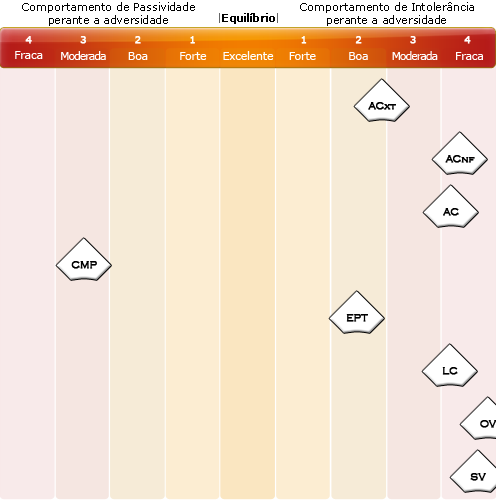 Comportamento de Passividade
perante a adversidade
|Equilíbrio|
Comportamento de Intolerância
perante a adversidade
4 3 2 1 1 2 3 4
Fraca Moderada Boa Forte Excelente Forte Boa Moderada Fraca
ACXT
ACNF
AC
CMP
EPT
LC
OV
SV